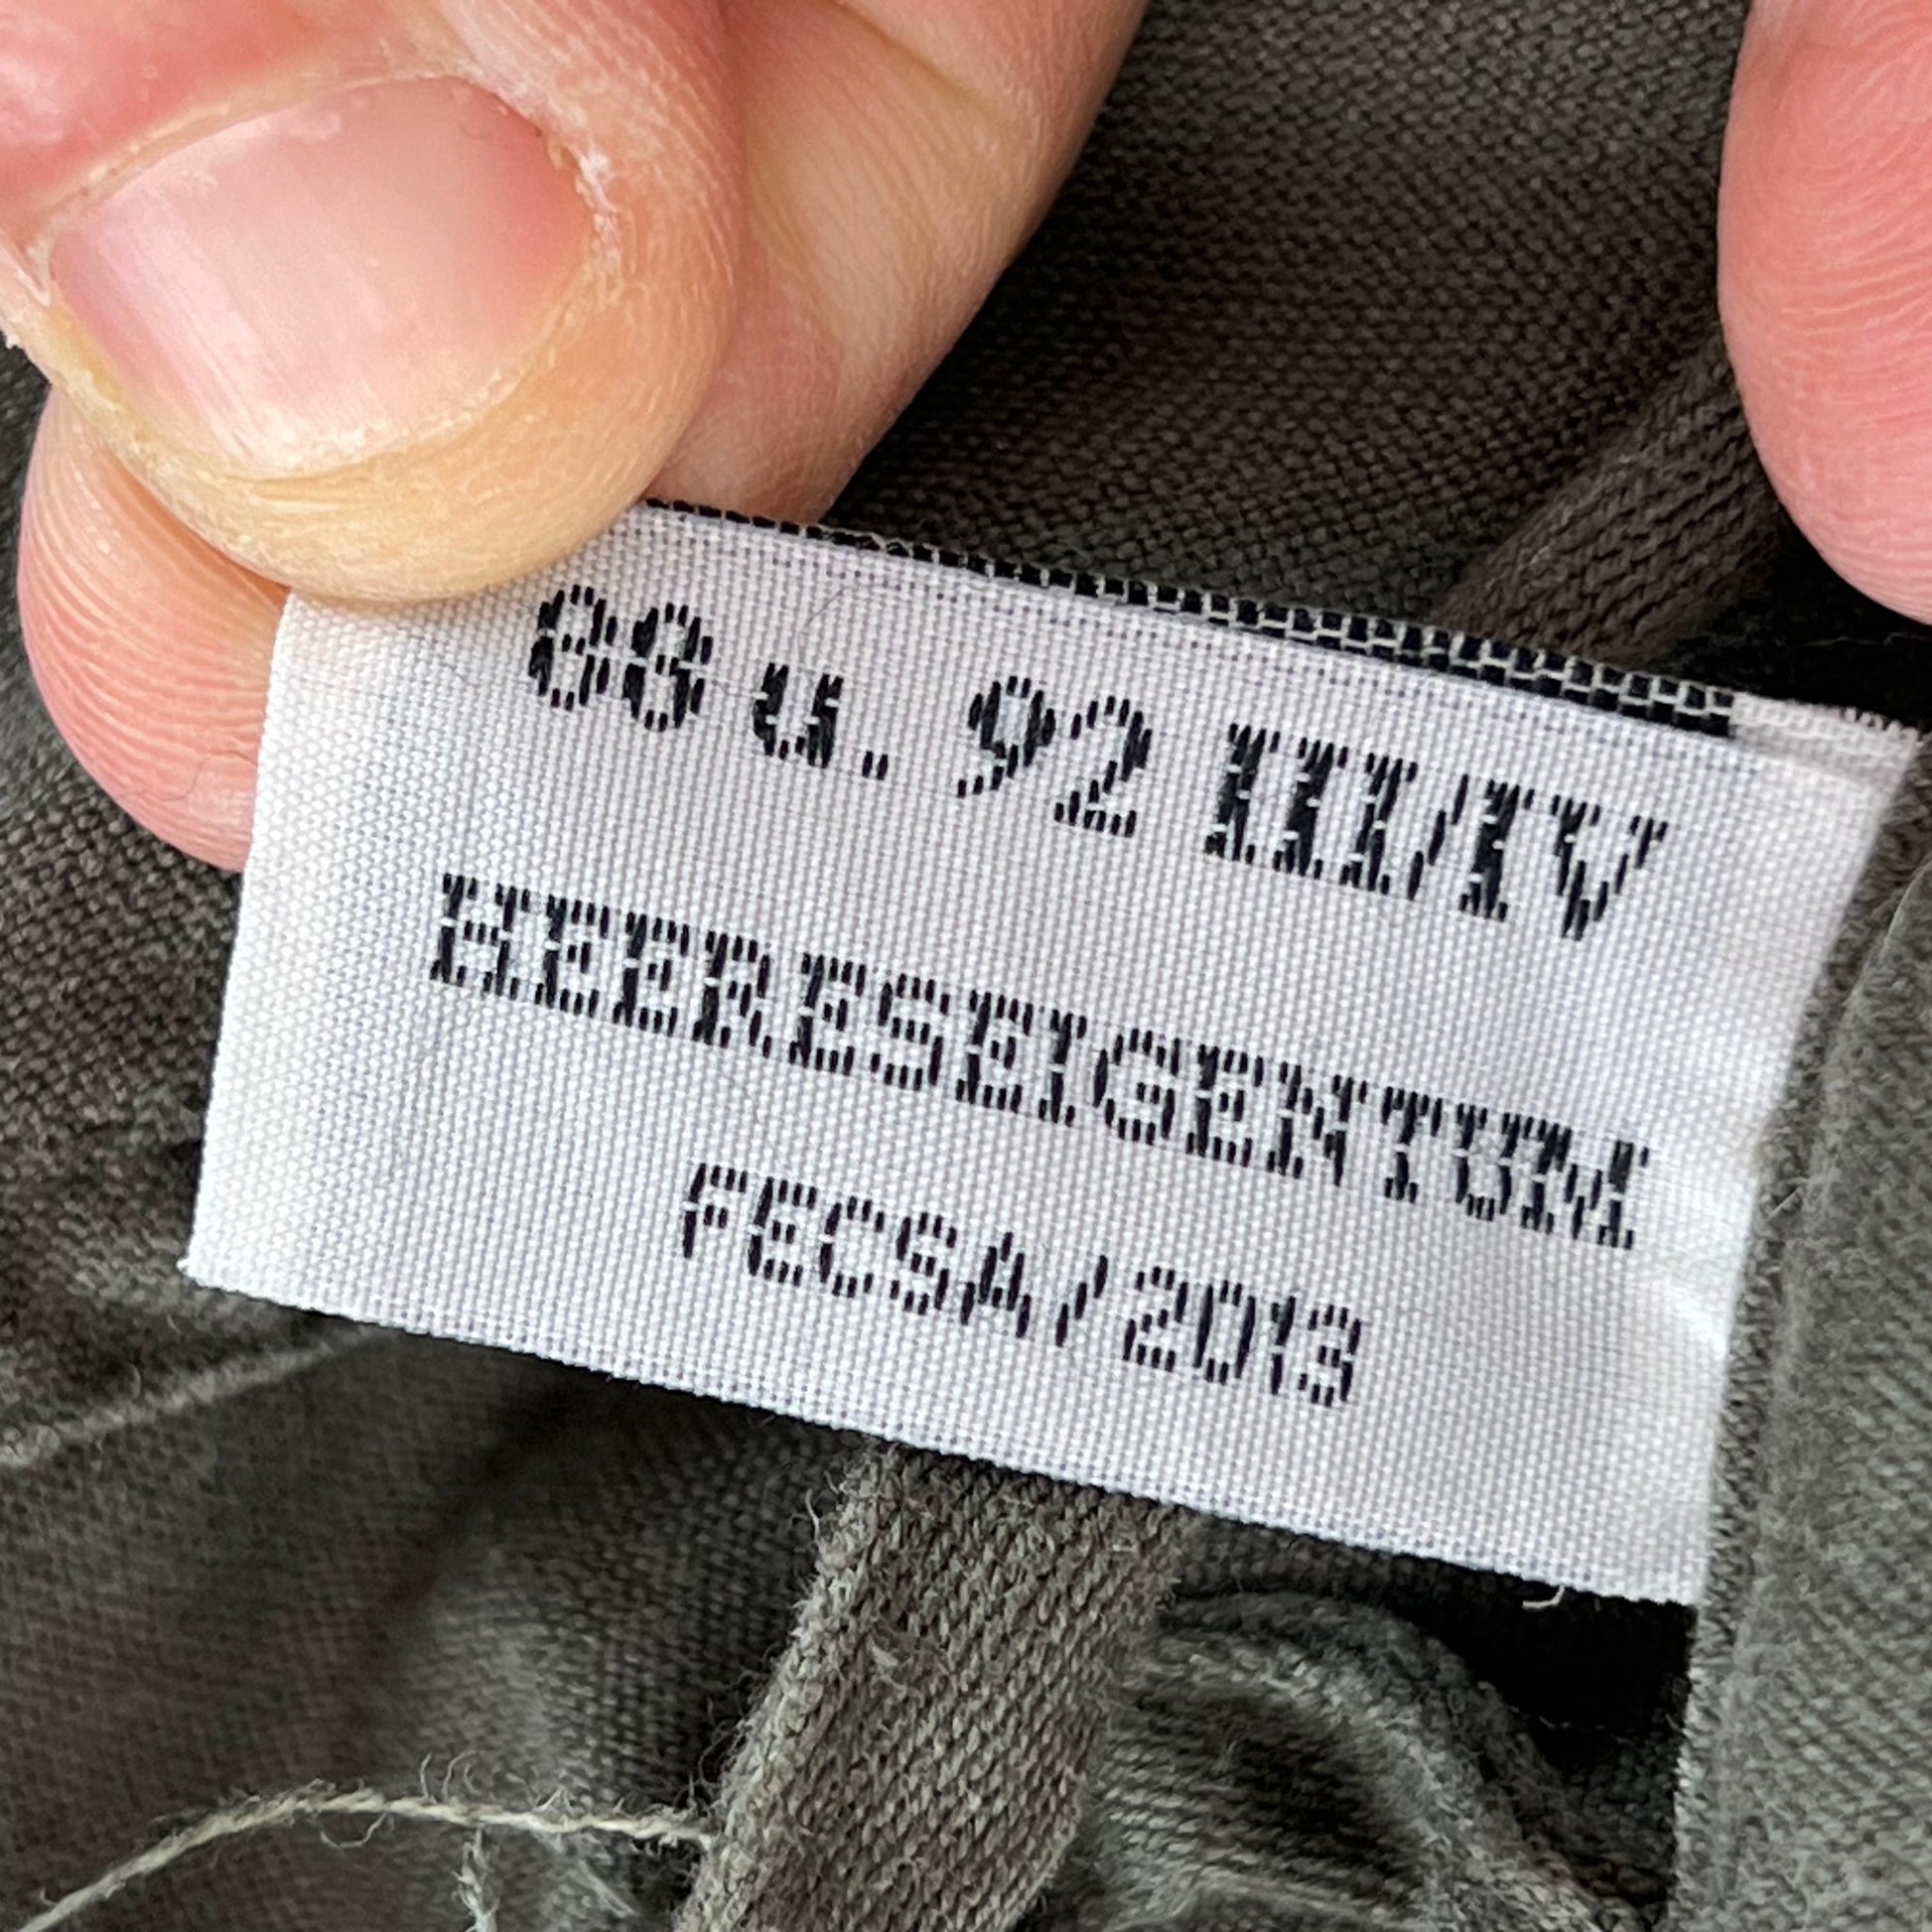 88 u. 92 III/IV
HEERESEIGENTUM
FECSA/2013